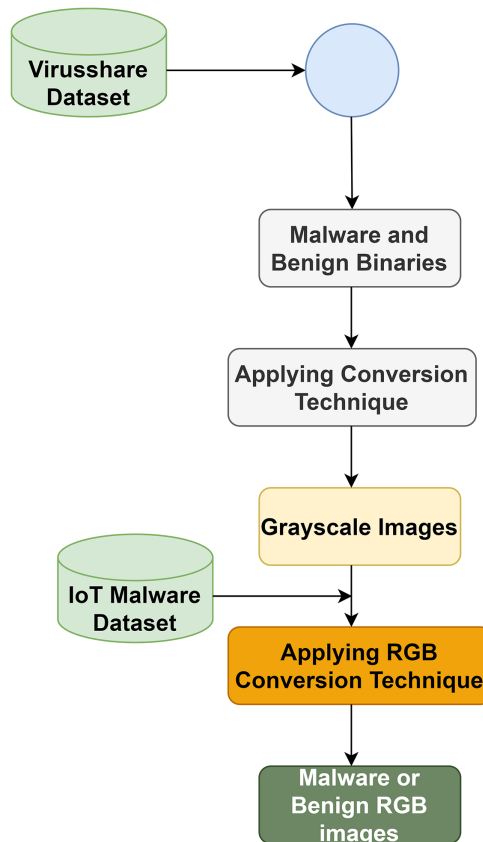 Virusshare
Dataset
Malware and
Benign Binaries
Applying Conversion
Technique
Grayscale Images
IoT Malware
Dataset
Applying RGB
Conversion Technique
Malware or
Benign RGB
images